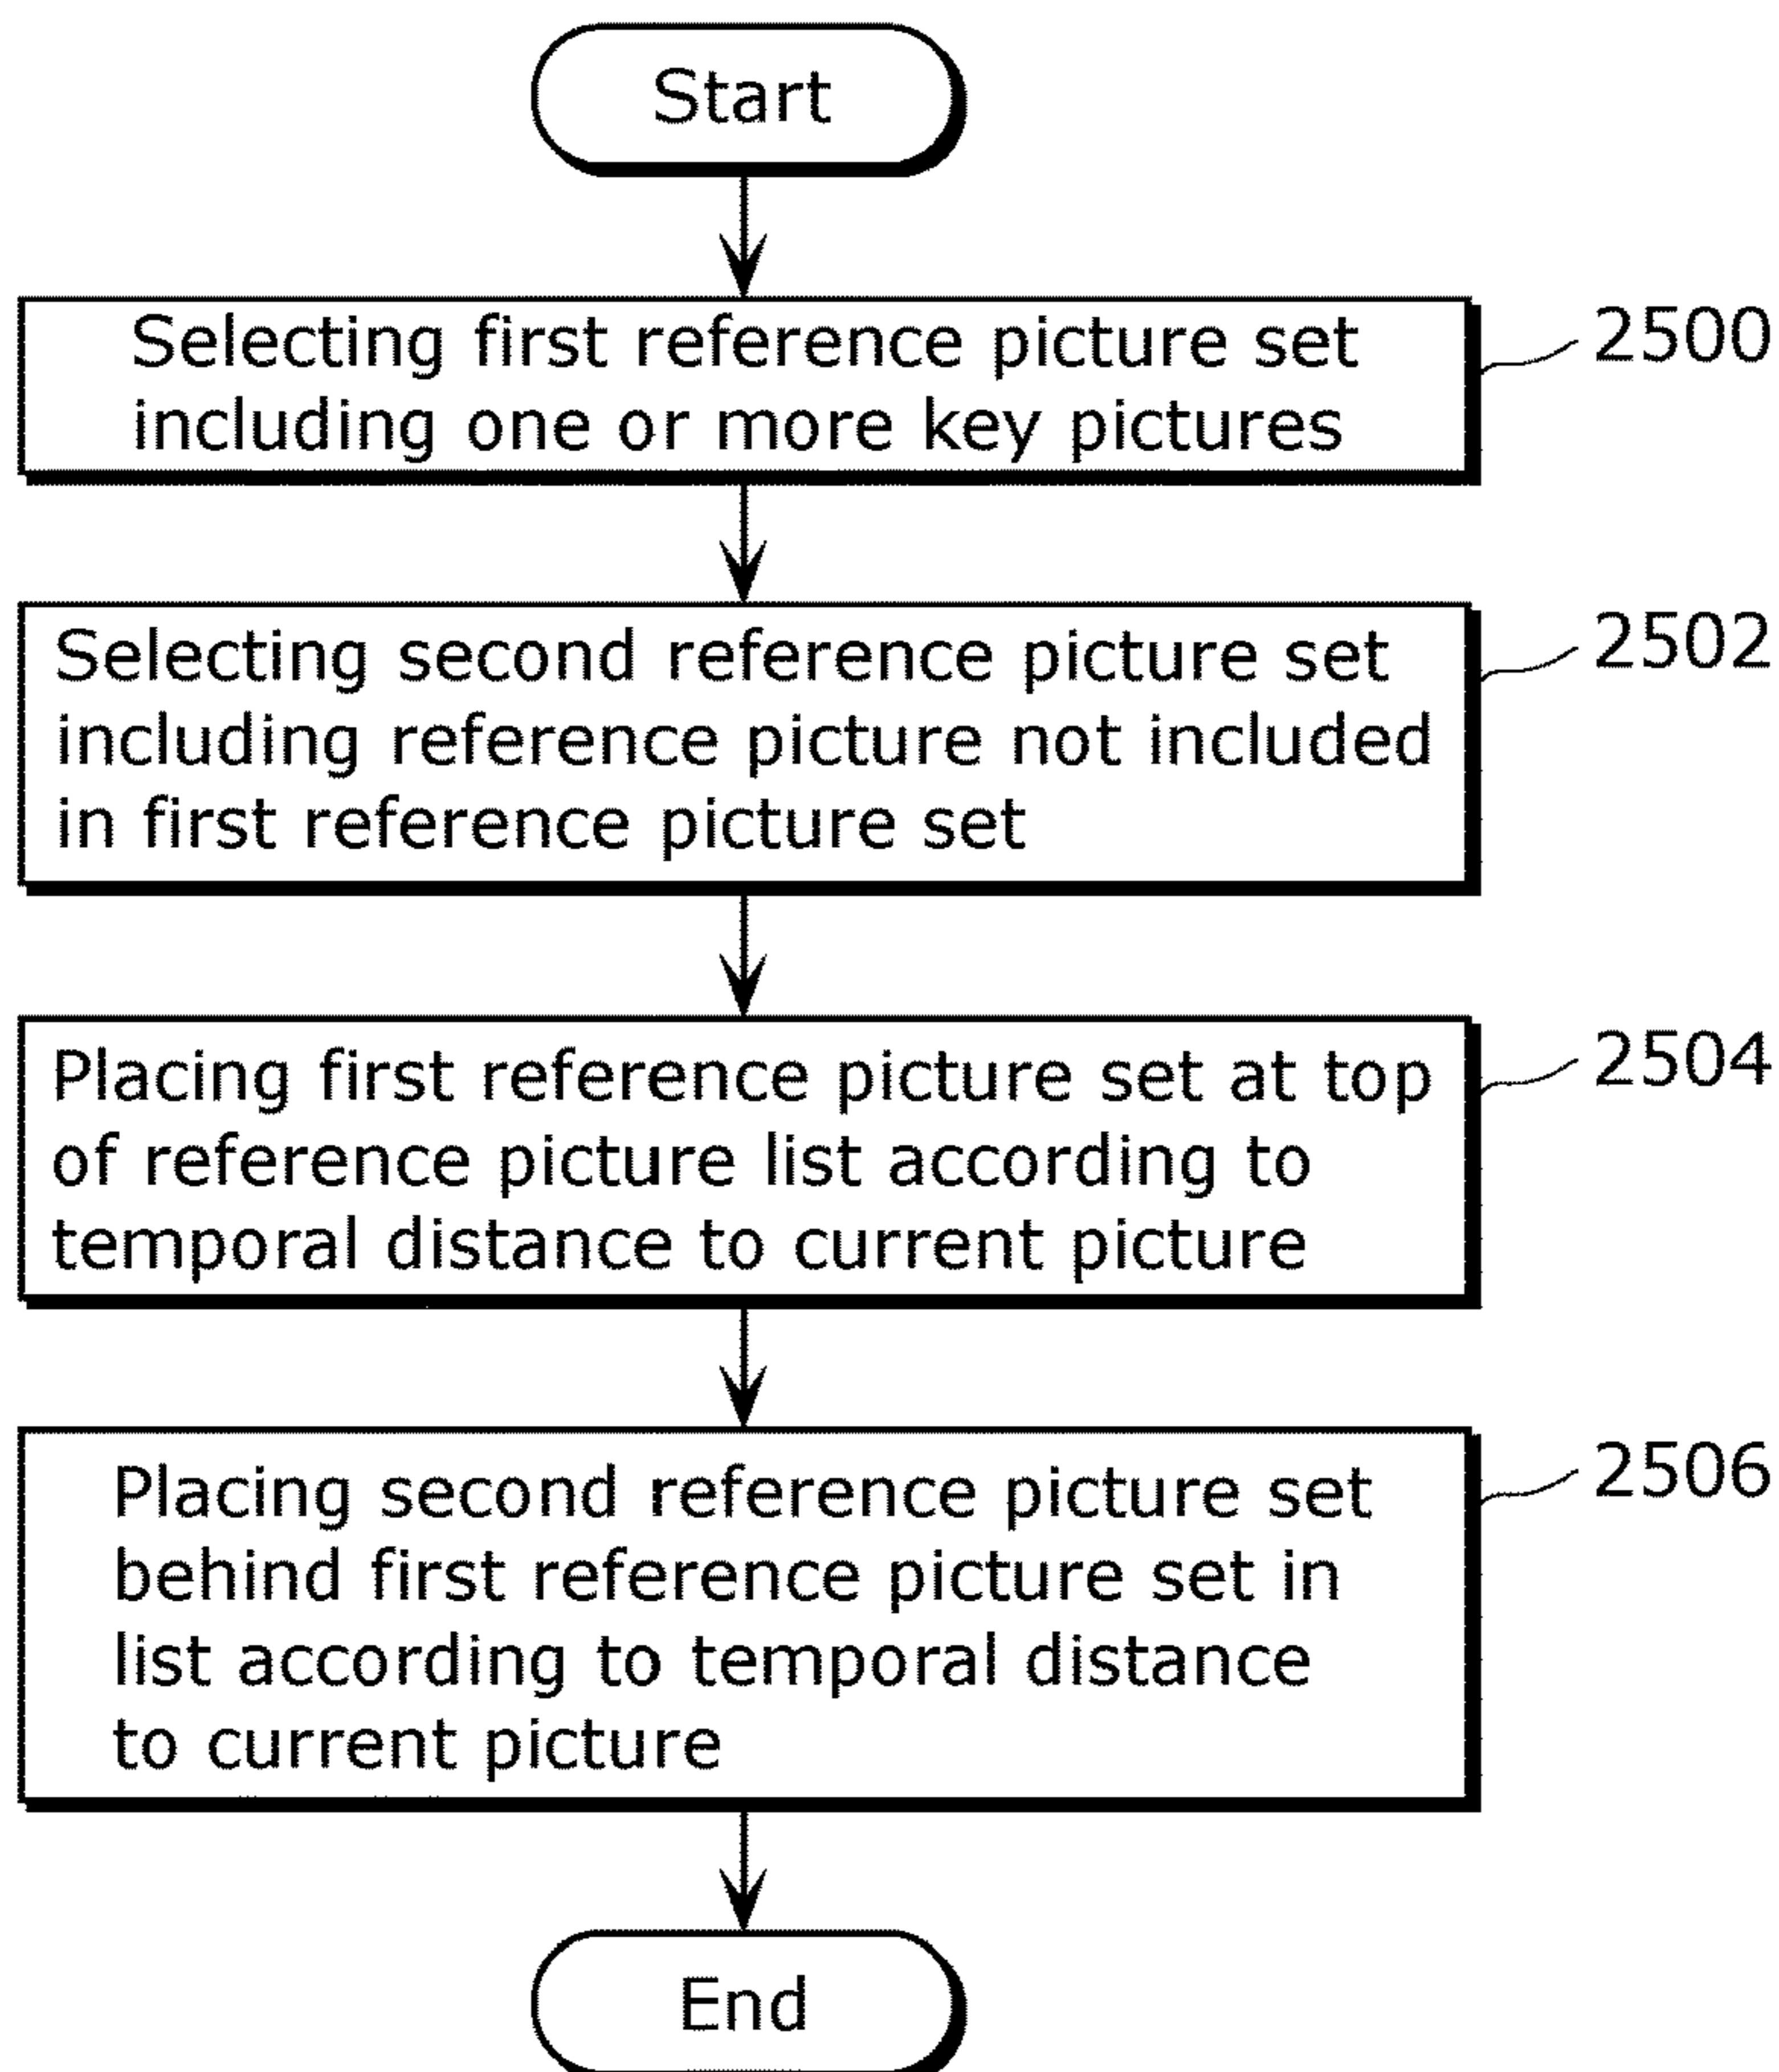 Start
Selecting first reference picture set
including one or more key pictures
2500
Selecting second reference picture set
including reference picture not included
in first reference picture set
2502
Placing first reference picture set at top
of reference picture list according to
temporal distance to current picture
2504
Placing second reference picture set
behind first reference picture set in
list according to temporal distance
to current picture
2506
End